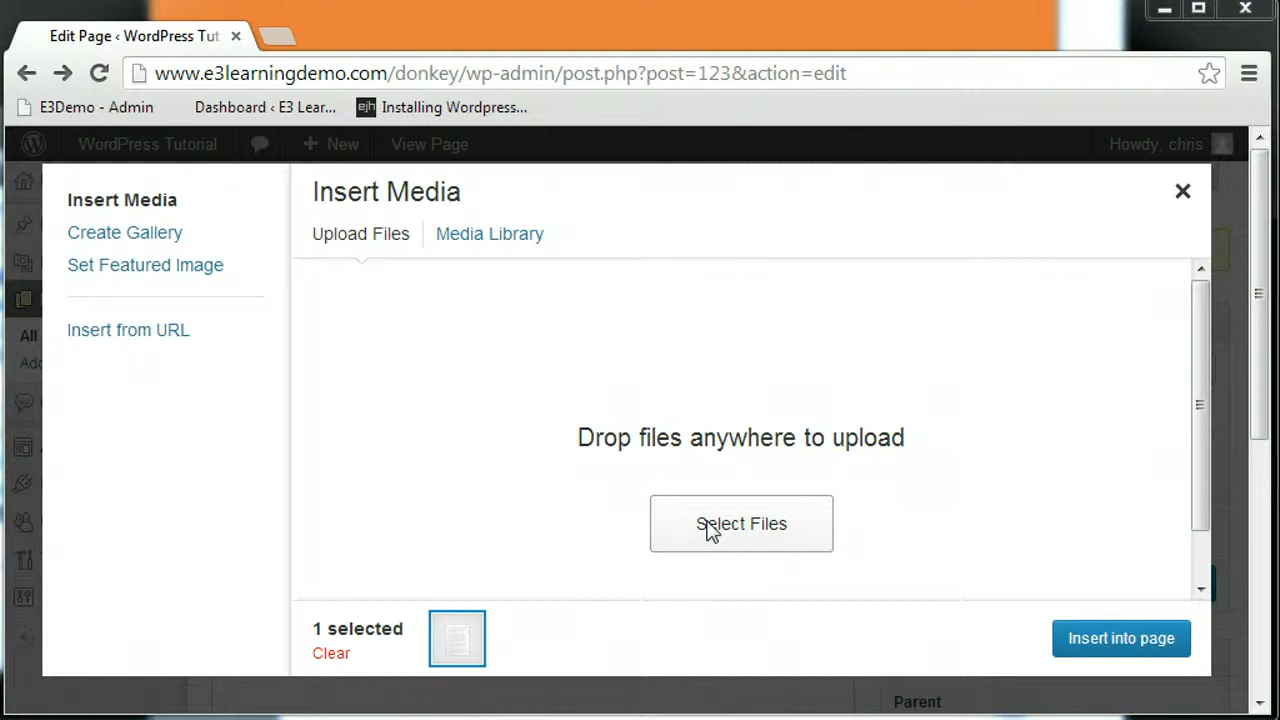 Edit Page ‹ WordPress Tut
www.e3learningdemo.com/donkey/wp-admin/post.php?post=123&action=edit
E3Demo - Admin Dashboard ‹ E3 Lear... ejh Installing Wordpress...
WordPress Tutorial New View Page Howdy, chris
Insert Media
Create Gallery
Set Featured Image
Insert from URL
Insert Media
Upload Files Media Library
Drop files anywhere to upload
Select Files
1 selected
Clear
Insert into page
All
Add
Parent